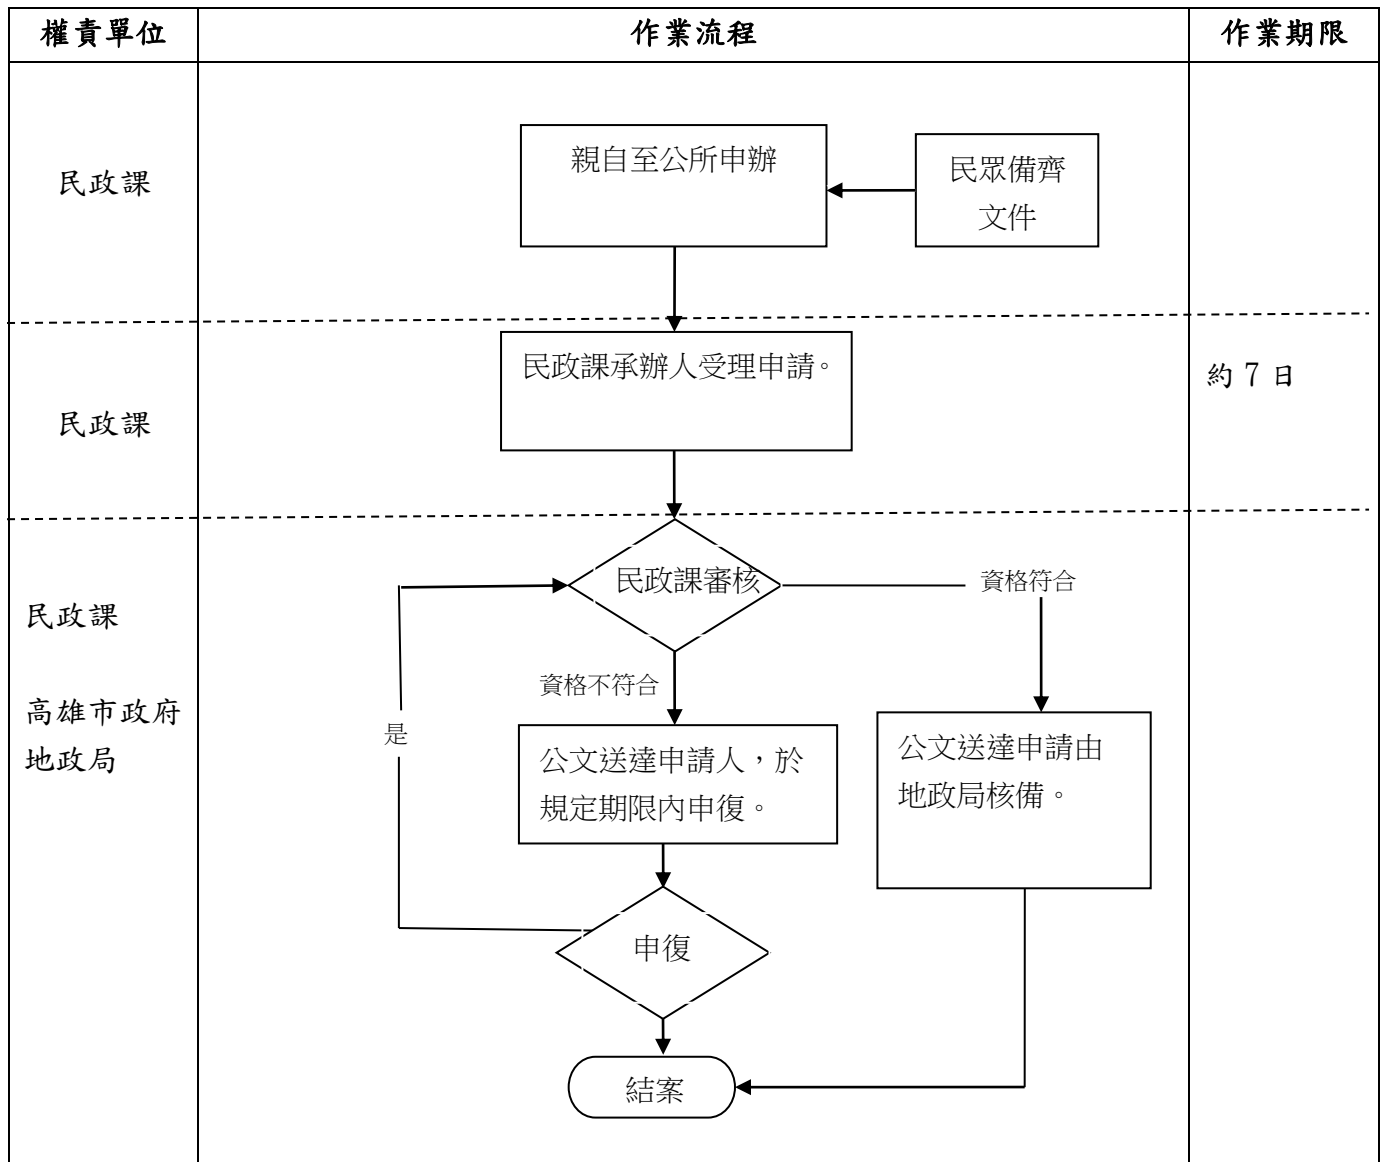 權責單位
作業流程
作業期限
民政課
親自至公所申辦
民眾備齊
文件
民政課
民政課承辦人受理申請。
約 7 日
民政課
高雄市政府
地政局
民政課審核
資格符合
資格不符合
是
公文送達申請人，於
規定期限內申復。
公文送達申請由
地政局核備。
申復
結案